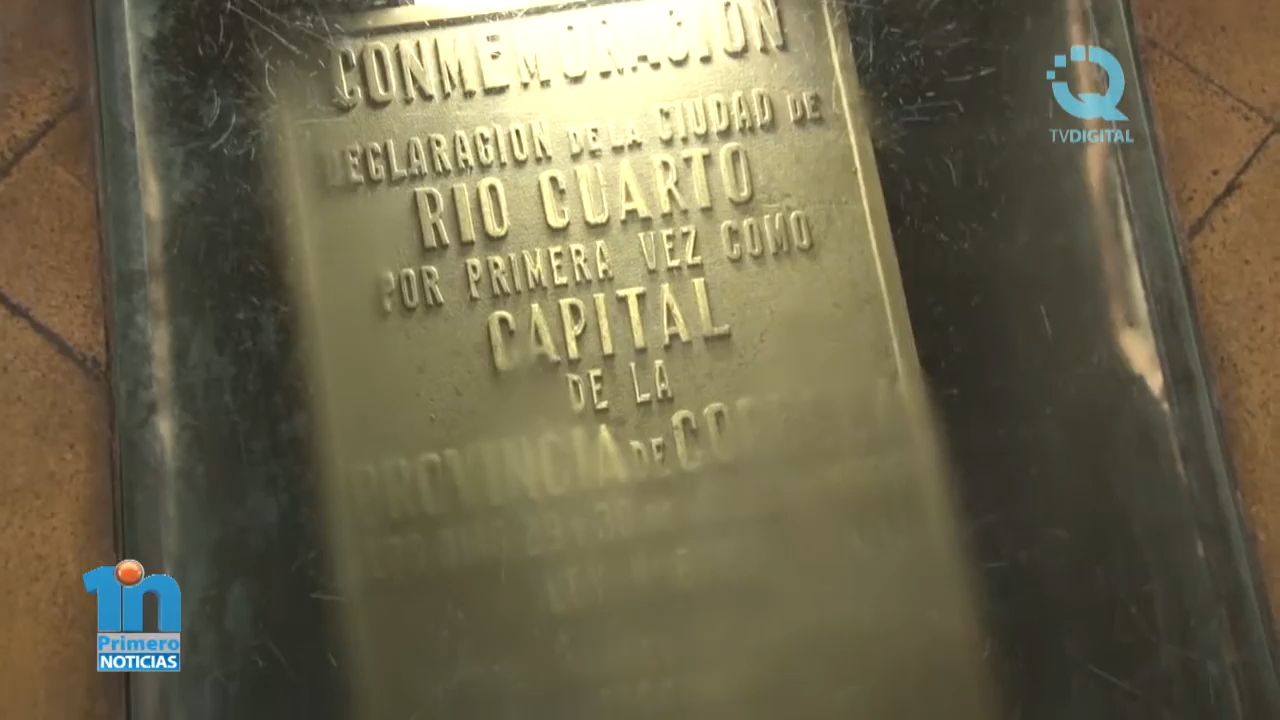 CONMEMORACION
DECLARACION DE LA CIUDAD DE
RIO CUARTO
POR PRIMERA VEZ COMO
CAPITAL
DE LA
PROVINCIA DE
TVDIGITAL
1n
Primero
NOTICIAS